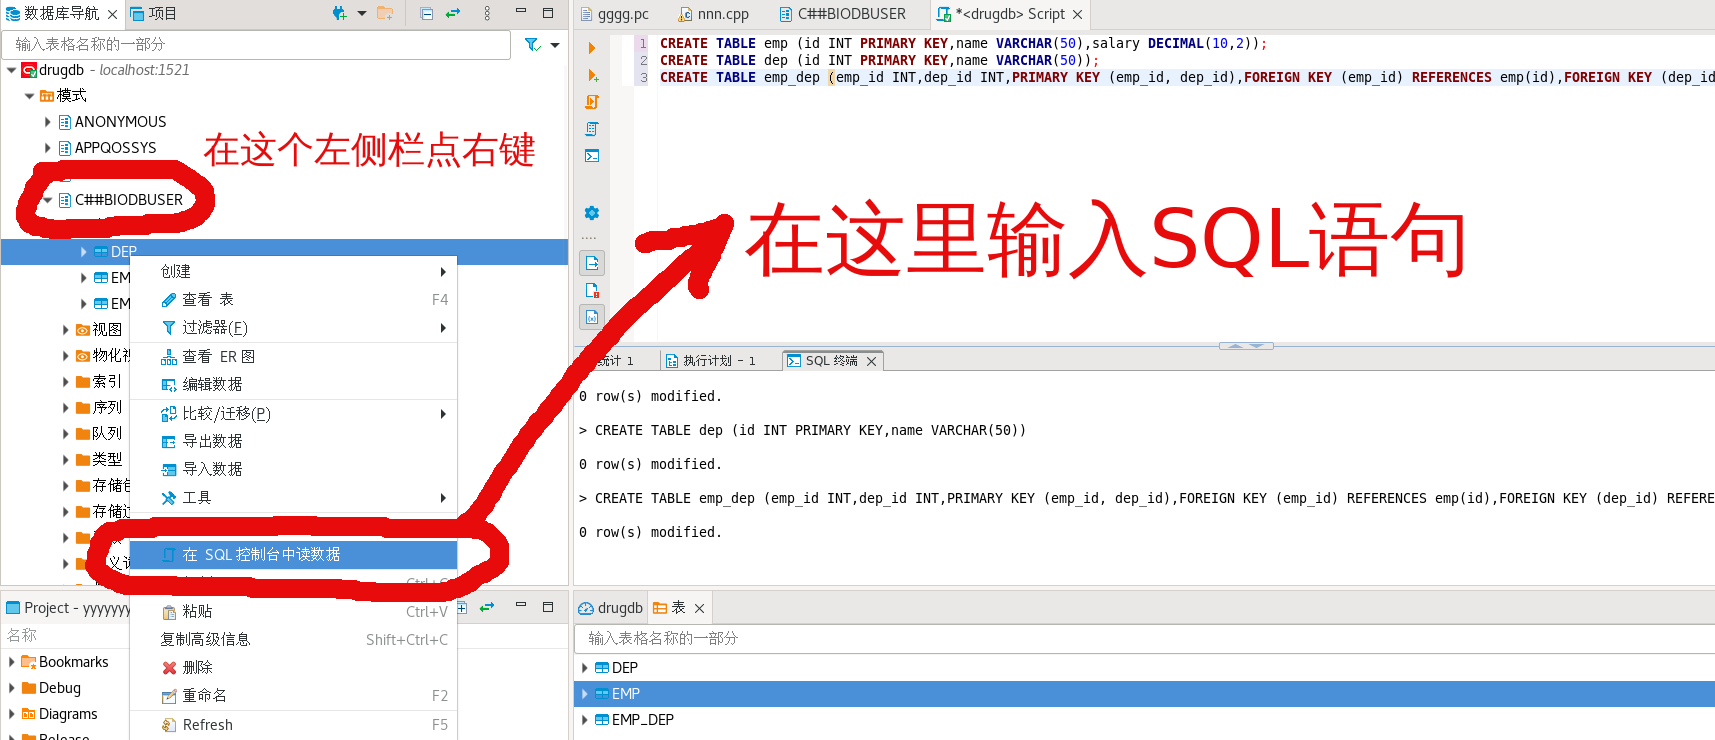 数据库导航
项目
输入表格名称的一部分
drugdb - localhost:1521
模式
ANONYMOUS
APPQOSSYS
C##BIODBUSER
DEP
EM
EM
视图
物化视
索引
序列
队列
类型
存储包
存储过
在这个左侧栏点右键
创建
查看 表 F4
过滤器(F)
查看 ER 图
编辑数据
比较/迁移(P)
导出数据
导入数据
工具
在 SQL 控制台中读数据
粘贴 Ctrl+V
复制高级信息 Shift+Ctrl+C
删除
重命名 F2
Refresh F5
Project - yyyyyyy
名称
Bookmarks
Debug
Diagrams
Release
gggg.pc
nnn.cpp
C##BIODBUSER
*<drugdb> Script
1 CREATE TABLE emp (id INT PRIMARY KEY,name VARCHAR(50),salary DECIMAL(10,2));
2 CREATE TABLE dep (id INT PRIMARY KEY,name VARCHAR(50));
3 CREATE TABLE emp_dep (emp_id INT,dep_id INT,PRIMARY KEY (emp_id, dep_id),FOREIGN KEY (emp_id) REFERENCES emp(id),FOREIGN KEY (dep_id
在这里输入SQL语句
统计 1
执行计划 - 1
SQL 终端
0 row(s) modified.
> CREATE TABLE dep (id INT PRIMARY KEY,name VARCHAR(50))
0 row(s) modified.
> CREATE TABLE emp_dep (emp_id INT,dep_id INT,PRIMARY KEY (emp_id, dep_id),FOREIGN KEY (emp_id) REFERENCES emp(id),FOREIGN KEY (dep_id) REFERE
0 row(s) modified.
drugdb
表
输入表格名称的一部分
DEP
EMP
EMP_DEP